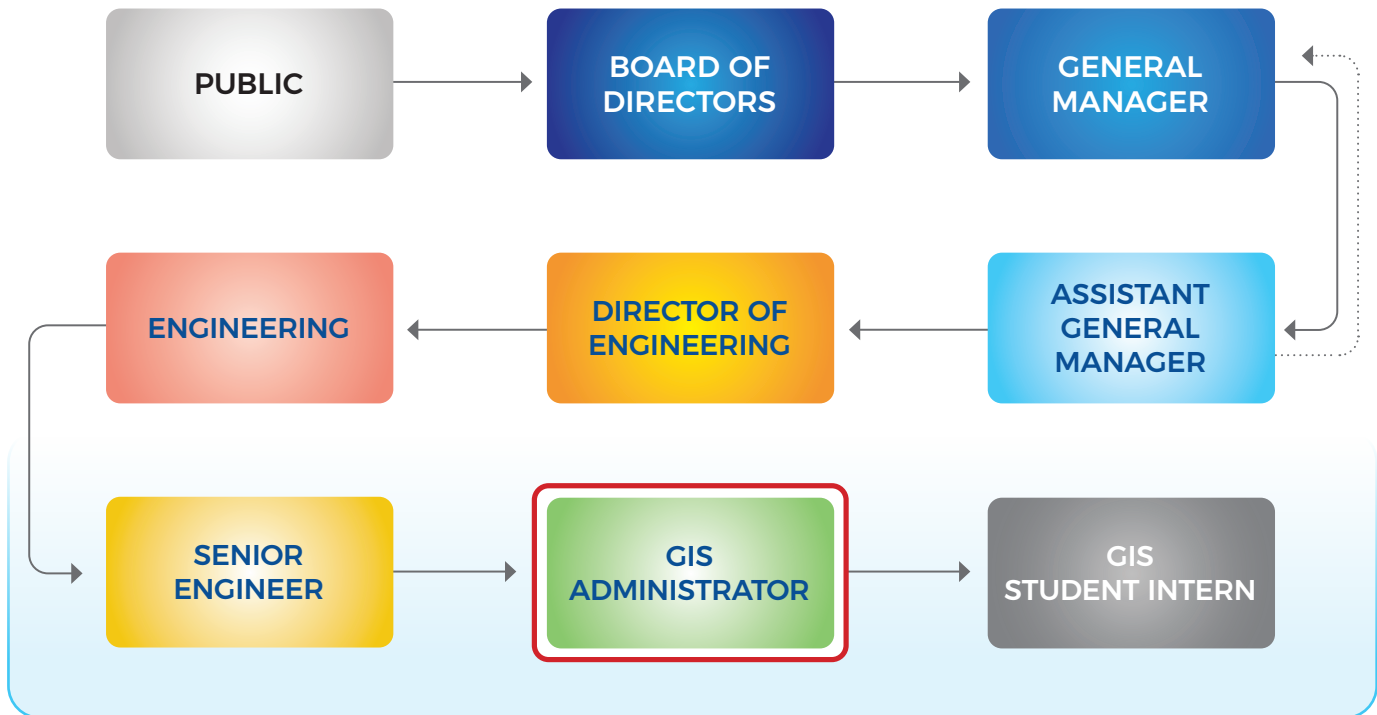 PUBLIC
BOARD OF
DIRECTORS
GENERAL
MANAGER
ENGINEERING
DIRECTOR OF
ENGINEERING
ASSISTANT
GENERAL
MANAGER
SENIOR
ENGINEER
GIS
ADMINISTRATOR
GIS
STUDENT INTERN